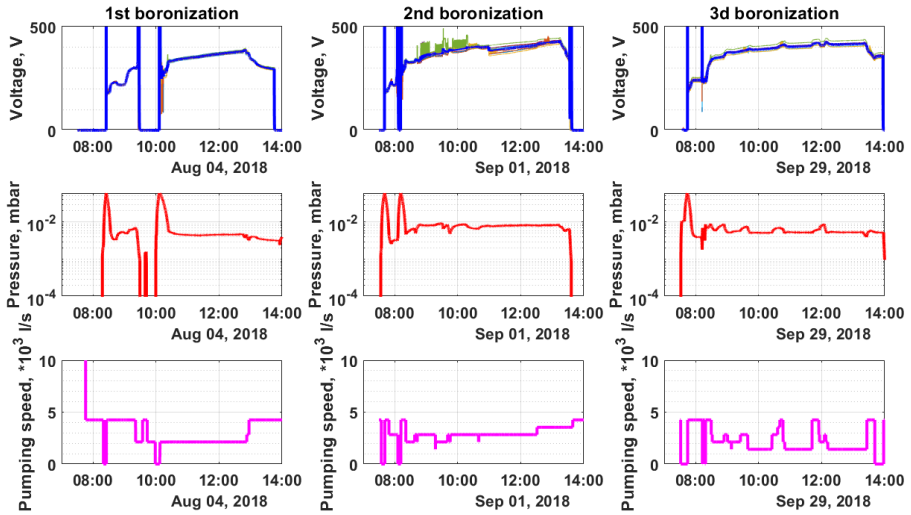 1st boronization
2nd boronization
3d boronization
Voltage, V
500
0
08:00 10:00 12:00 14:00
Aug 04, 2018
Voltage, V
500
0
08:00 10:00 12:00 14:00
Sep 01, 2018
Voltage, V
500
0
08:00 10:00 12:00 14:00
Sep 29, 2018
Pressure, mbar
10^-2
10^-4
08:00 10:00 12:00 14:00
Aug 04, 2018
Pressure, mbar
10^-2
10^-4
08:00 10:00 12:00 14:00
Sep 01, 2018
Pressure, mbar
10^-2
10^-4
08:00 10:00 12:00 14:00
Sep 29, 2018
Pumping speed, *10^3 l/s
10
5
0
08:00 10:00 12:00 14:00
Aug 04, 2018
Pumping speed, *10^3 l/s
10
5
0
08:00 10:00 12:00 14:00
Sep 01, 2018
Pumping speed, *10^3 l/s
10
5
0
08:00 10:00 12:00 14:00
Sep 29, 2018